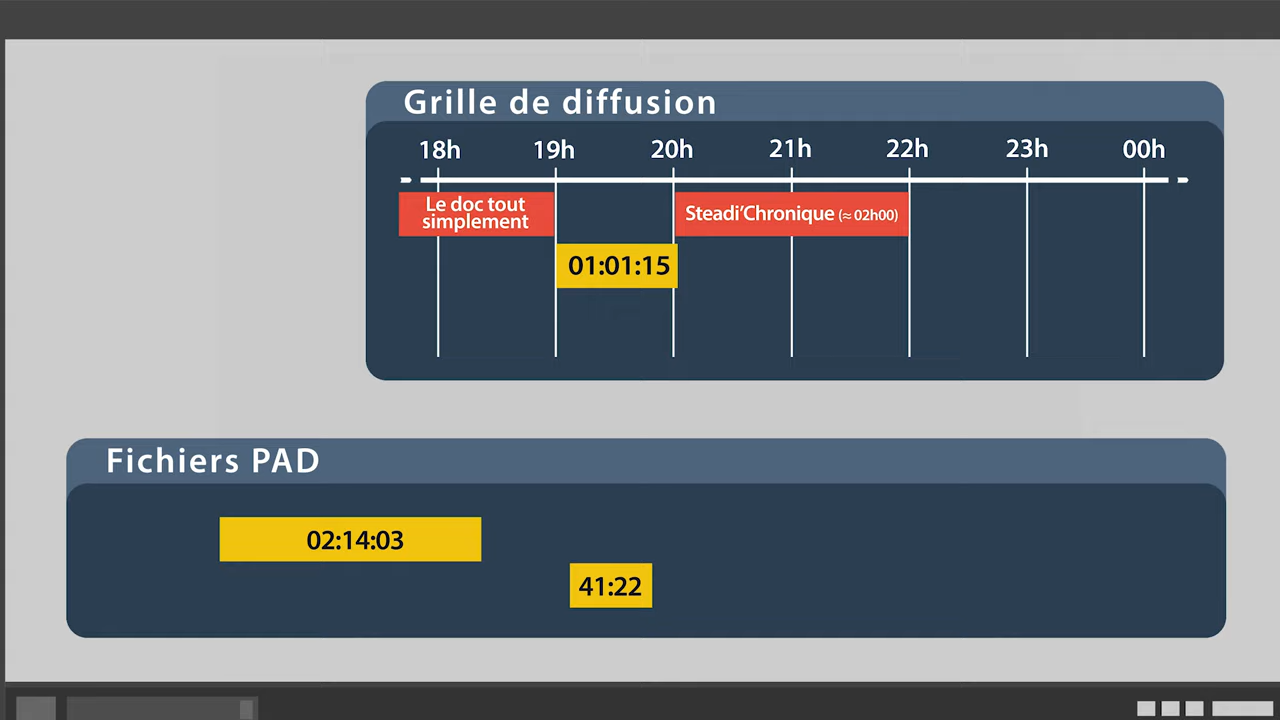 Grille de diffusion
18h 19h 20h 21h 22h 23h 00h
Le doc tout
simplement
Steadi'Chronique (≈ 02h00)
01:01:15
Fichiers PAD
02:14:03
41:22